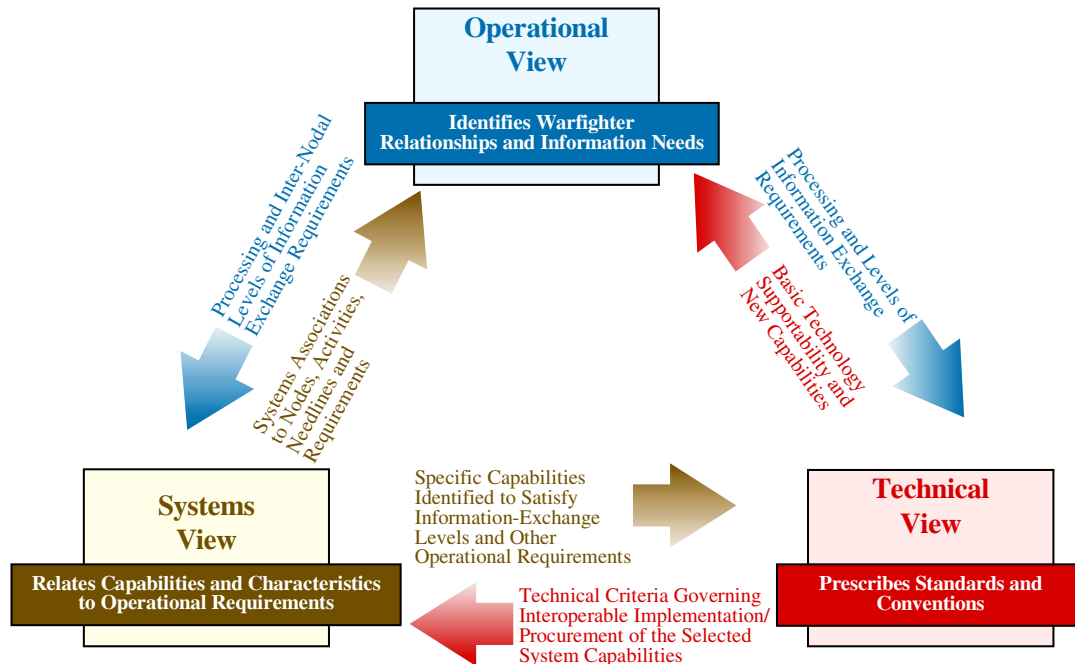 Operational
View
Identifies Warfighter
Relationships and Information Needs
Processing and Inter-Nodal
Levels of Information
Exchange Requirements
Systems Associations
to Nodes, Activities,
Needlines and
Requirements
Processing and Levels of
Information Exchange
Requirements
Basic Technology
Supportability and
New Capabilities
Systems
View
Relates Capabilities and Characteristics
to Operational Requirements
Specific Capabilities
Identified to Satisfy
Information-Exchange
Levels and Other
Operational Requirements
Technical Criteria Governing
Interoperable Implementation/
Procurement of the Selected
System Capabilities
Technical
View
Prescribes Standards and
Conventions